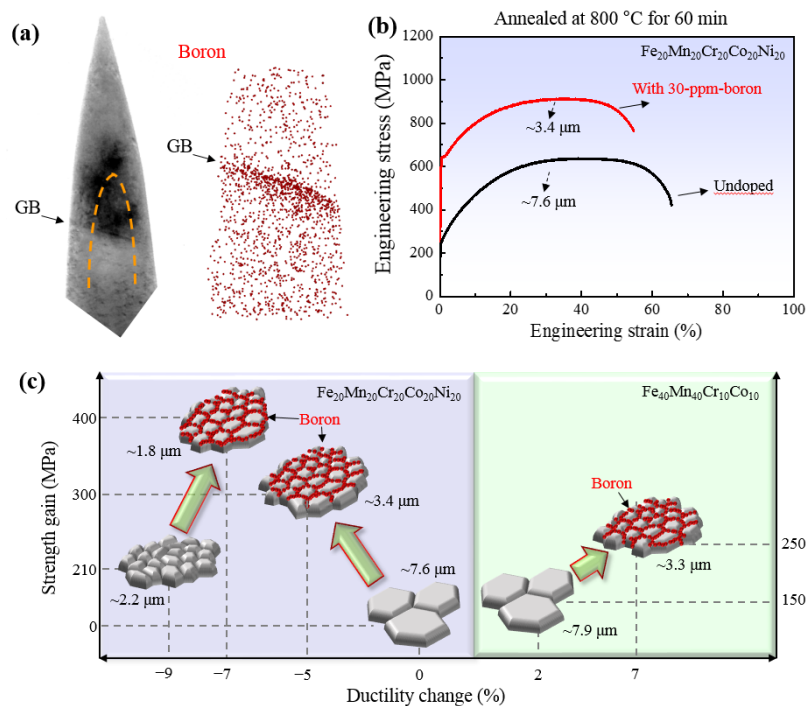 (a)
Boron
GB
GB
(b)
Annealed at 800 °C for 60 min
Fe₂₀Mn₂₀Cr₂₀Co₂₀Ni₂₀
With 30-ppm-boron
~3.4 μm
~7.6 μm
Undoped
Engineering stress (MPa)
1200
1000
800
600
400
200
0
0 20 40 60 80 100
Engineering strain (%)
(c)
Fe₂₀Mn₂₀Cr₂₀Co₂₀Ni₂₀
Fe₄₀Mn₄₀Cr₁₀Co₁₀
Strength gain (MPa)
400
300
210
0
Boron
~1.8 μm
~3.4 μm
~2.2 μm
~7.6 μm
Boron
~3.3 μm
~7.9 μm
250
150
−9 −7 −5 0 2 7
Ductility change (%)